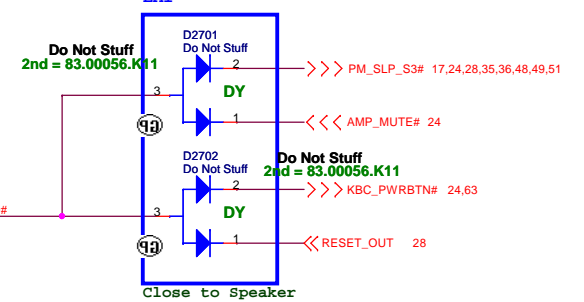 D2701
Do Not Stuff
Do Not Stuff
2nd = 83.00056.K11
2
PM_SLP_S3# 17,24,28,35,36,48,49,51
3
DY
1
AMP_MUTE# 24
D2702
Do Not Stuff
Do Not Stuff
2nd = 83.00056.K11
2
KBC_PWRBTN# 24,63
3
DY
#
1
RESET_OUT 28
Close to Speaker